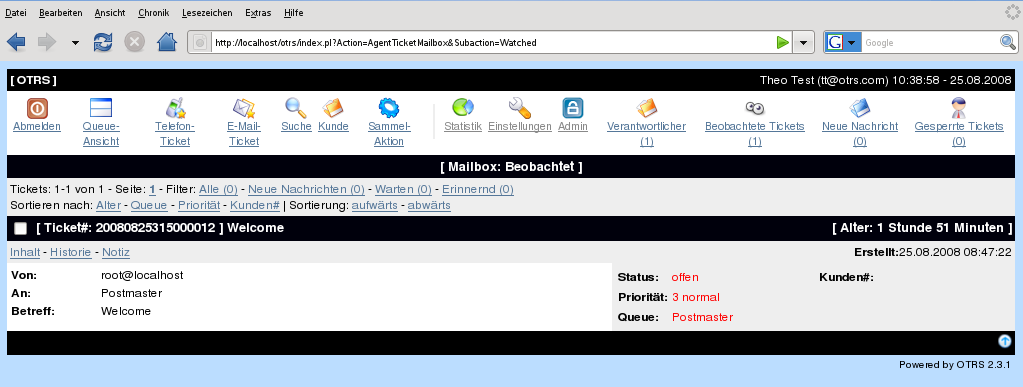 Datei Bearbeiten Ansicht Chronik Lesezeichen Extras Hilfe
http://localhost/otrs/index.pl?Action=AgentTicketMailbox&Subaction=Watched
G Google
[ OTRS ] Theo Test (tt@otrs.com) 10:38:58 - 25.08.2008
Abmelden Queue-Ansicht Telefon-Ticket E-Mail-Ticket Suche Kunde Sammel-Aktion Statistik Einstellungen Admin Verantwortlicher (1) Beobachtete Tickets (1) Neue Nachricht (0) Gesperrte Tickets (0)
[ Mailbox: Beobachtet ]
Tickets: 1-1 von 1 - Seite: 1 - Filter: Alle (0) - Neue Nachrichten (0) - Warten (0) - Erinnernd (0)
Sortieren nach: Alter - Queue - Priorität - Kunden# | Sortierung: aufwärts - abwärts
[ Ticket#: 20080825315000012 ] Welcome [ Alter: 1 Stunde 51 Minuten ]
Inhalt - Historie - Notiz Erstellt:25.08.2008 08:47:22
Von: root@localhost
An: Postmaster
Betreff: Welcome
Status: offen Kunden#:
Priorität: 3 normal
Queue: Postmaster
Powered by OTRS 2.3.1